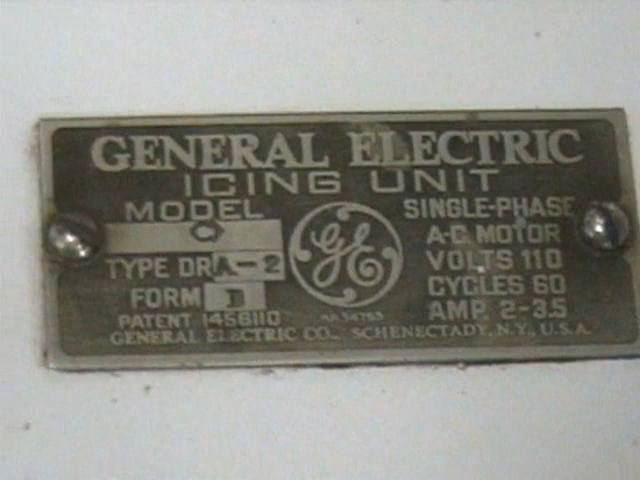 GENERAL ELECTRIC
ICING UNIT
MODEL
Q
TYPE DRA-2
FORM D
PATENT 1456110
GE
SINGLE-PHASE
A-C MOTOR
VOLTS 110
CYCLES 60
AMP. 2-3.5
GENERAL ELECTRIC CO., SCHENECTADY, N.Y., U.S.A.